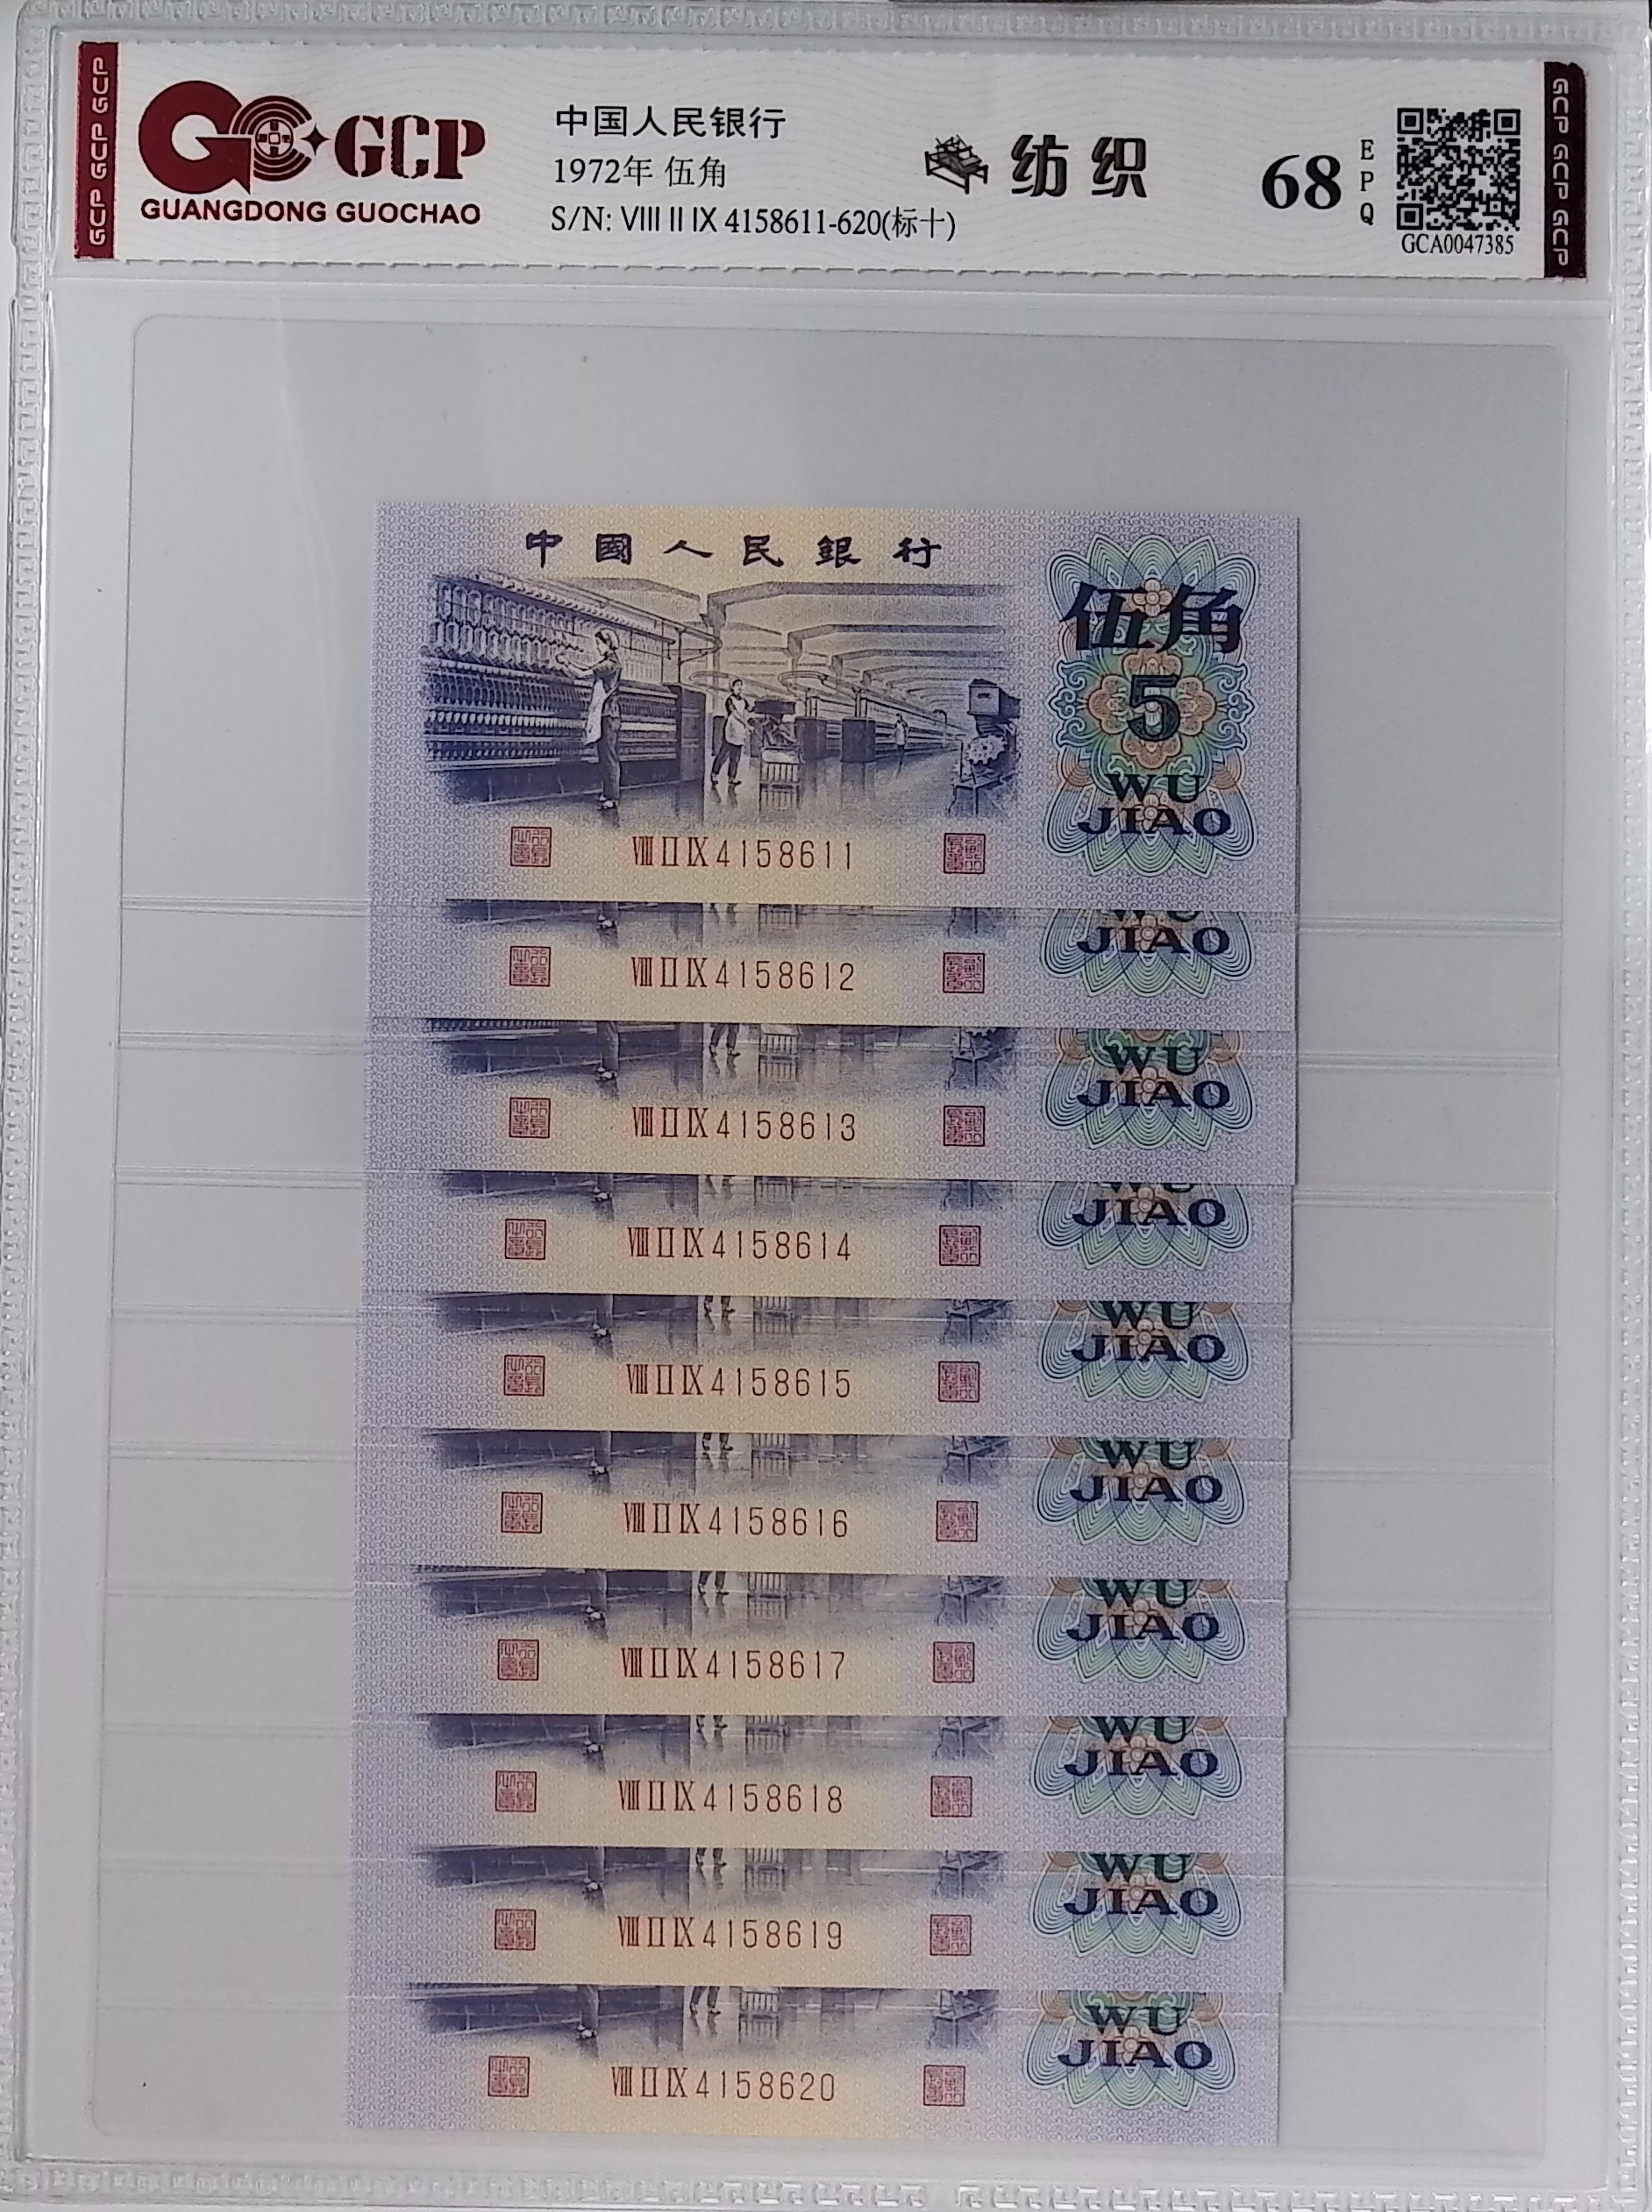 GCP GCP GCP
GCP
GUANGDONG GUOCHAO
中国人民银行
1972年 伍角
S/N: VIII II IX 4158611-620(标十)
纺织
68
EPQ
GCA0047385
GCP GCP GCP
中國人民銀行
伍角
5
WU
JIAO
VIII II IX 4158611
JIAO
VIII II IX 4158612
WU
JIAO
VIII II IX 4158613
WU
JIAO
VIII II IX 4158614
WU
JIAO
VIII II IX 4158615
WU
JIAO
VIII II IX 4158616
WU
JIAO
VIII II IX 4158617
WU
JIAO
VIII II IX 4158618
WU
JIAO
VIII II IX 4158619
WU
JIAO
VIII II IX 4158620